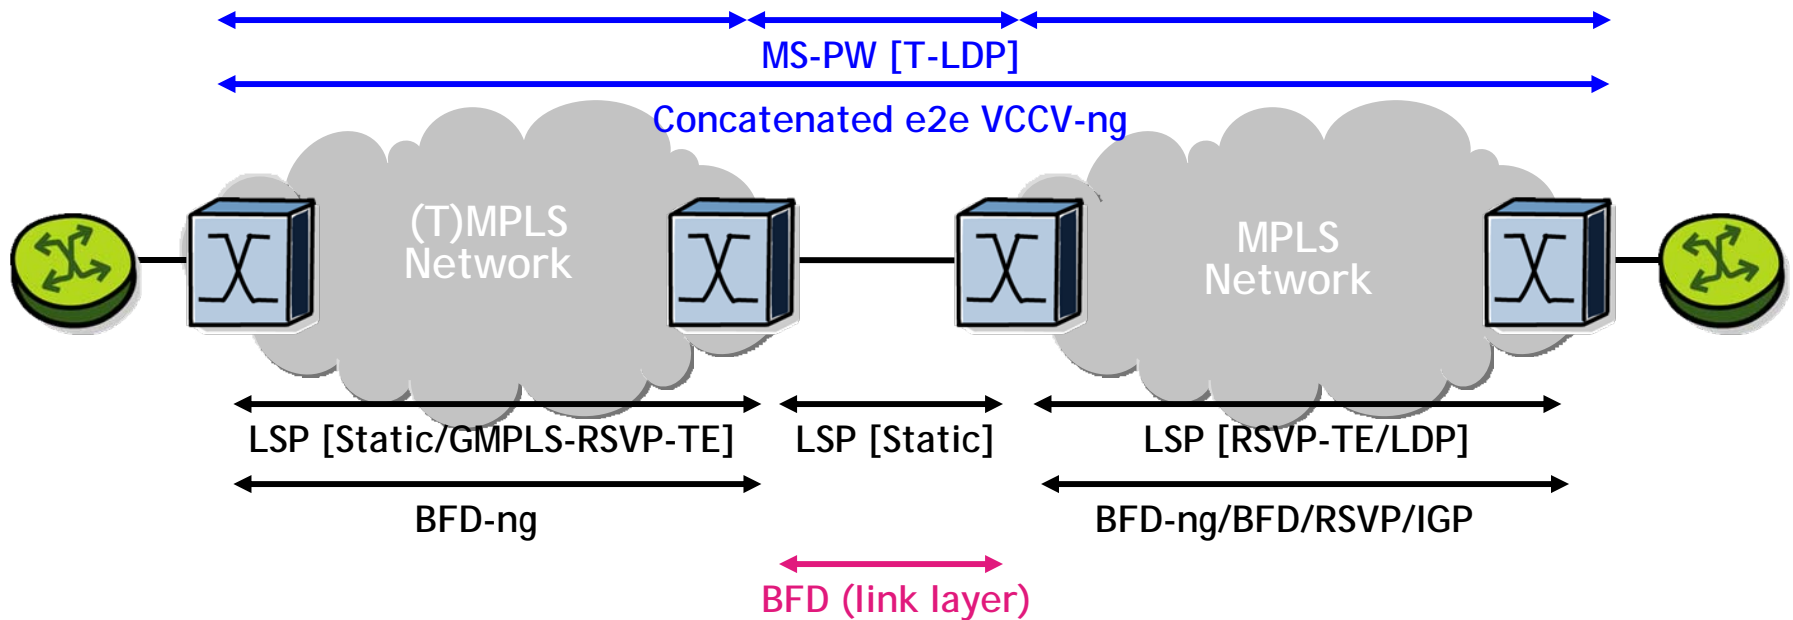 MS-PW [T-LDP]
Concatenated e2e VCCV-ng
(T)MPLS
Network
MPLS
Network
LSP [Static/GMPLS-RSVP-TE]
LSP [Static]
LSP [RSVP-TE/LDP]
BFD-ng
BFD-ng/BFD/RSVP/IGP
BFD (link layer)